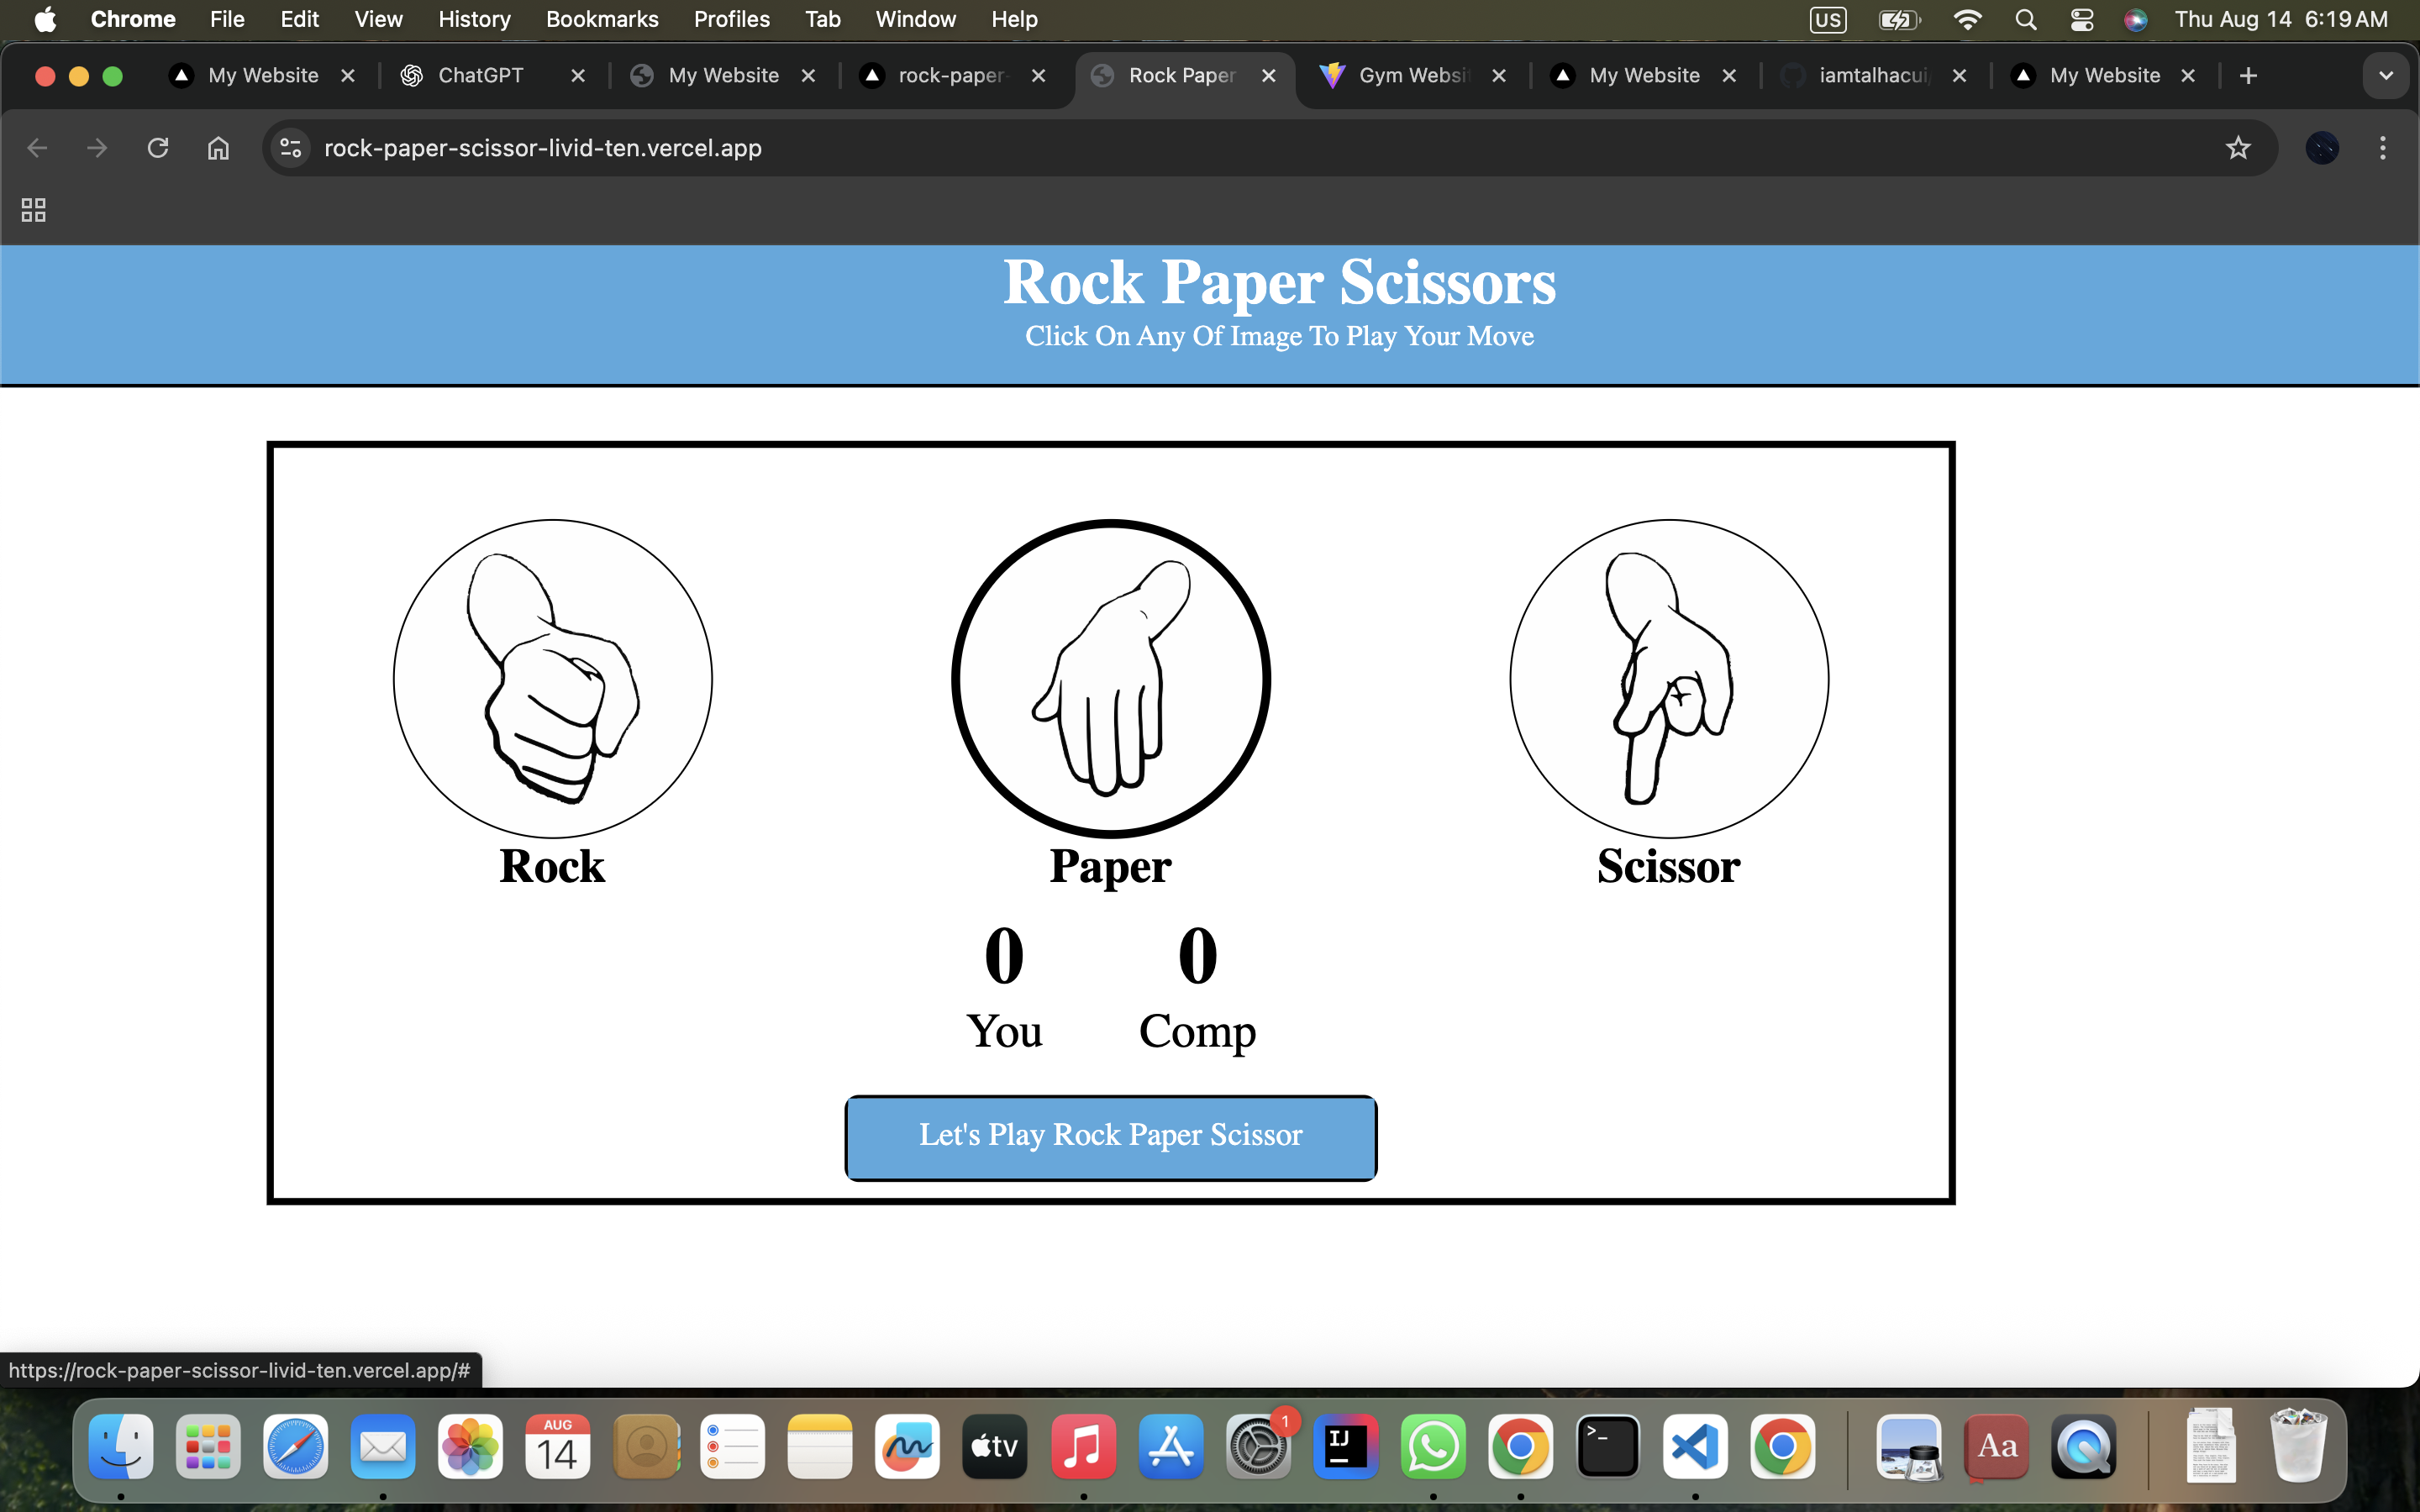 Chrome File Edit View History Bookmarks Profiles Tab Window Help US Thu Aug 14 6:19 AM
My Website ChatGPT My Website rock-paper- Rock Paper Gym Websi My Website iamtalhacui/ My Website
rock-paper-scissor-livid-ten.vercel.app
Rock Paper Scissors
Click On Any Of Image To Play Your Move
Rock Paper Scissor
0 0
You Comp
Let's Play Rock Paper Scissor
https://rock-paper-scissor-livid-ten.vercel.app/#
AUG 1
14 tv IJ >_ Aa